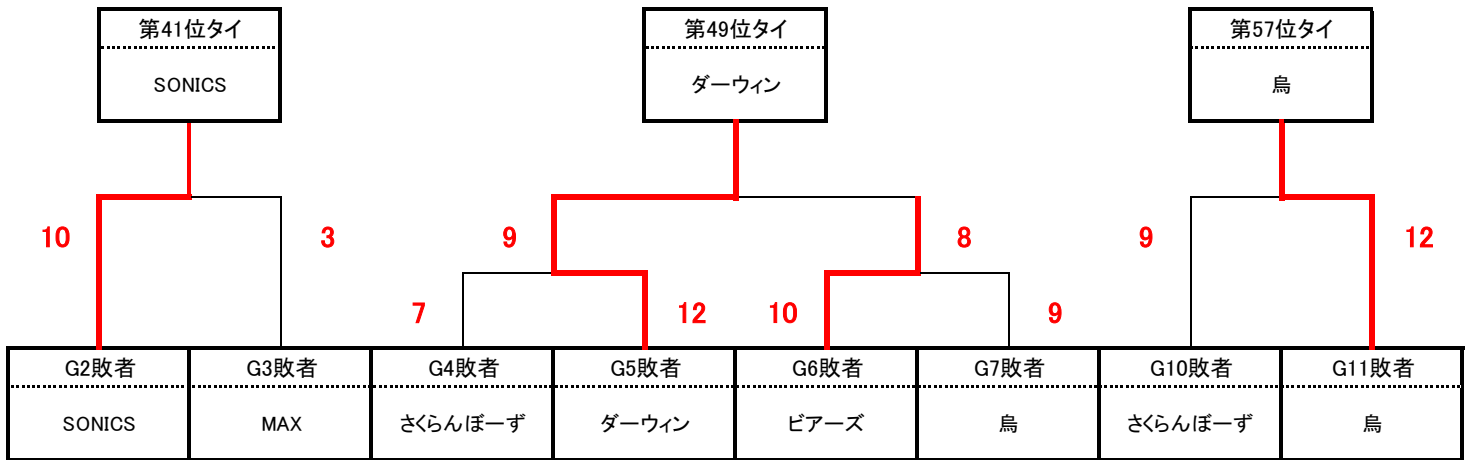 第41位タイ 第49位タイ 第57位タイ
SONICS ダーウィン 烏
10 3 9 8 9 12
7 12 10 9
G2敗者 G3敗者 G4敗者 G5敗者 G6敗者 G7敗者 G10敗者 G11敗者
SONICS MAX さくらんぼーず ダーウィン ビアーズ 烏 さくらんぼーず 烏